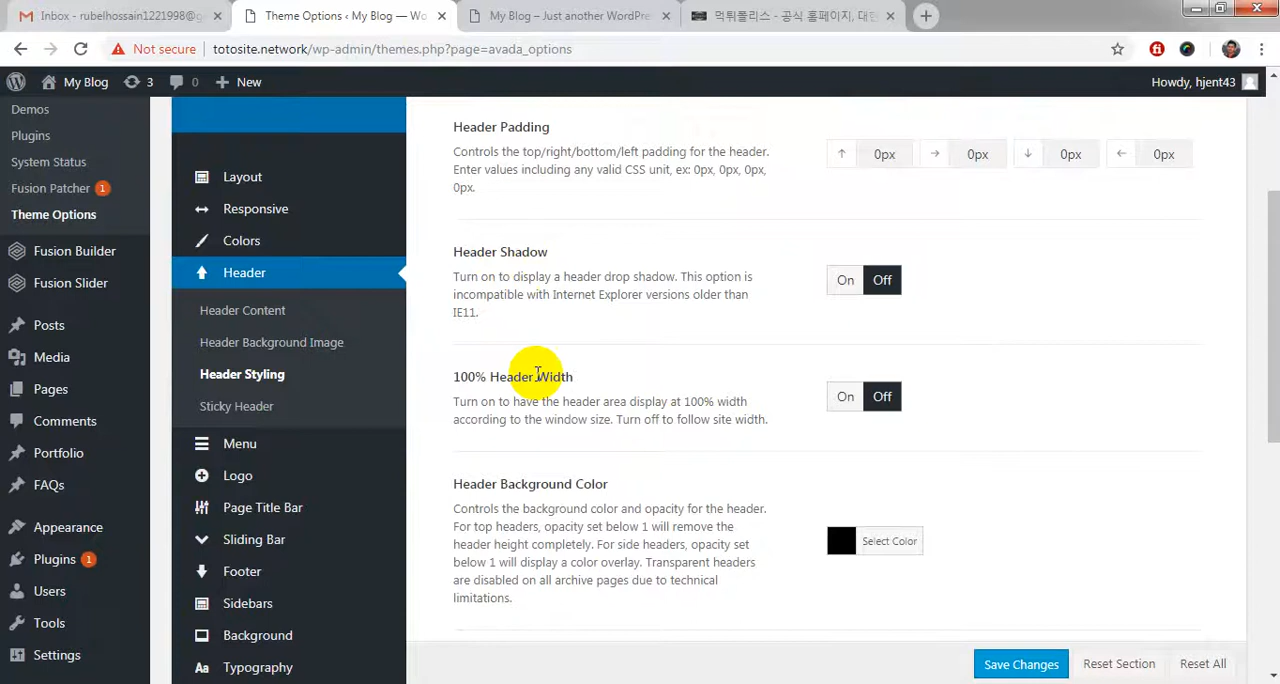 Inbox - rubelhossain1221998@g
Theme Options ‹ My Blog — Wo
My Blog – Just another WordPre
먹튀폴리스 - 공식 홈페이지, 대한
Not secure
totosite.network/wp-admin/themes.php?page=avada_options
My Blog
3
0
New
Howdy, hjent43
Demos
Plugins
System Status
Fusion Patcher 1
Theme Options
Fusion Builder
Fusion Slider
Posts
Media
Pages
Comments
Portfolio
FAQs
Appearance
Plugins 1
Users
Tools
Settings
Layout
Responsive
Colors
Header
Header Content
Header Background Image
Header Styling
Sticky Header
Menu
Logo
Page Title Bar
Sliding Bar
Footer
Sidebars
Background
Aa Typography
Header Padding
Controls the top/right/bottom/left padding for the header.
Enter values including any valid CSS unit, ex: 0px, 0px, 0px,
0px.
0px 0px 0px 0px
Header Shadow
Turn on to display a header drop shadow. This option is
incompatible with Internet Explorer versions older than
IE11.
On Off
100% Header Width
Turn on to have the header area display at 100% width
according to the window size. Turn off to follow site width.
On Off
Header Background Color
Controls the background color and opacity for the header.
For top headers, opacity set below 1 will remove the
header height completely. For side headers, opacity set
below 1 will display a color overlay. Transparent headers
are disabled on all archive pages due to technical
limitations.
Select Color
Save Changes
Reset Section
Reset All